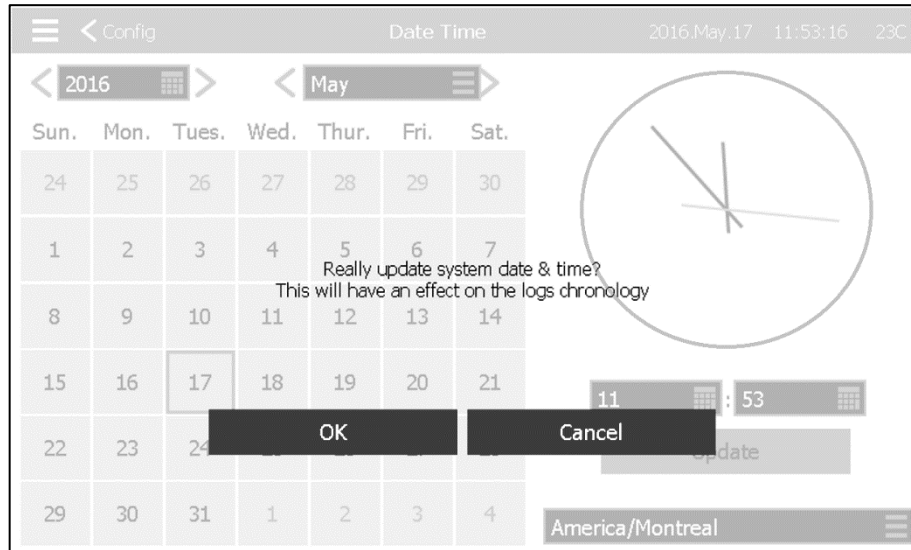 Config Date Time 2016.May.17 11:53:16 23C
2016 May
Sun. Mon. Tues. Wed. Thur. Fri. Sat.
24 25 26 27 28 29 30
1 2 3 4 5 6 7
Really update system date & time?
This will have an effect on the logs chronology
8 9 10 11 12 13 14
15 16 17 18 19 20 21
11 : 53
OK Cancel
22 23 24
Update
29 30 31 1 2 3 4
America/Montreal